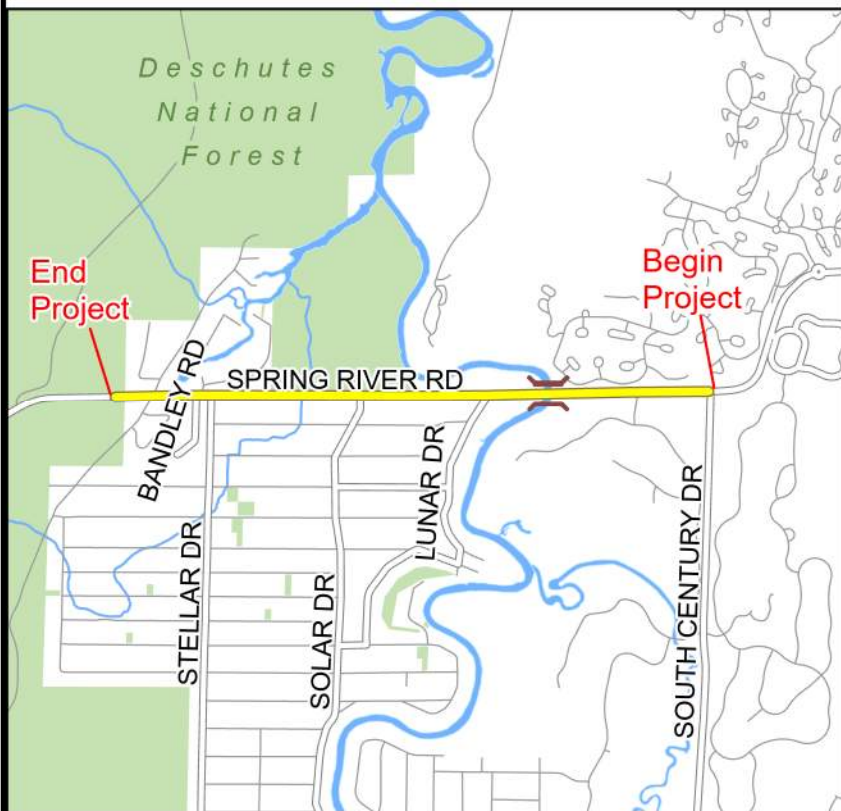 Deschutes
National
Forest
End
Project
Begin
Project
SPRING RIVER RD
BANDLEY RD
LUNAR DR
STELLAR DR
SOLAR DR
SOUTH CENTURY DR